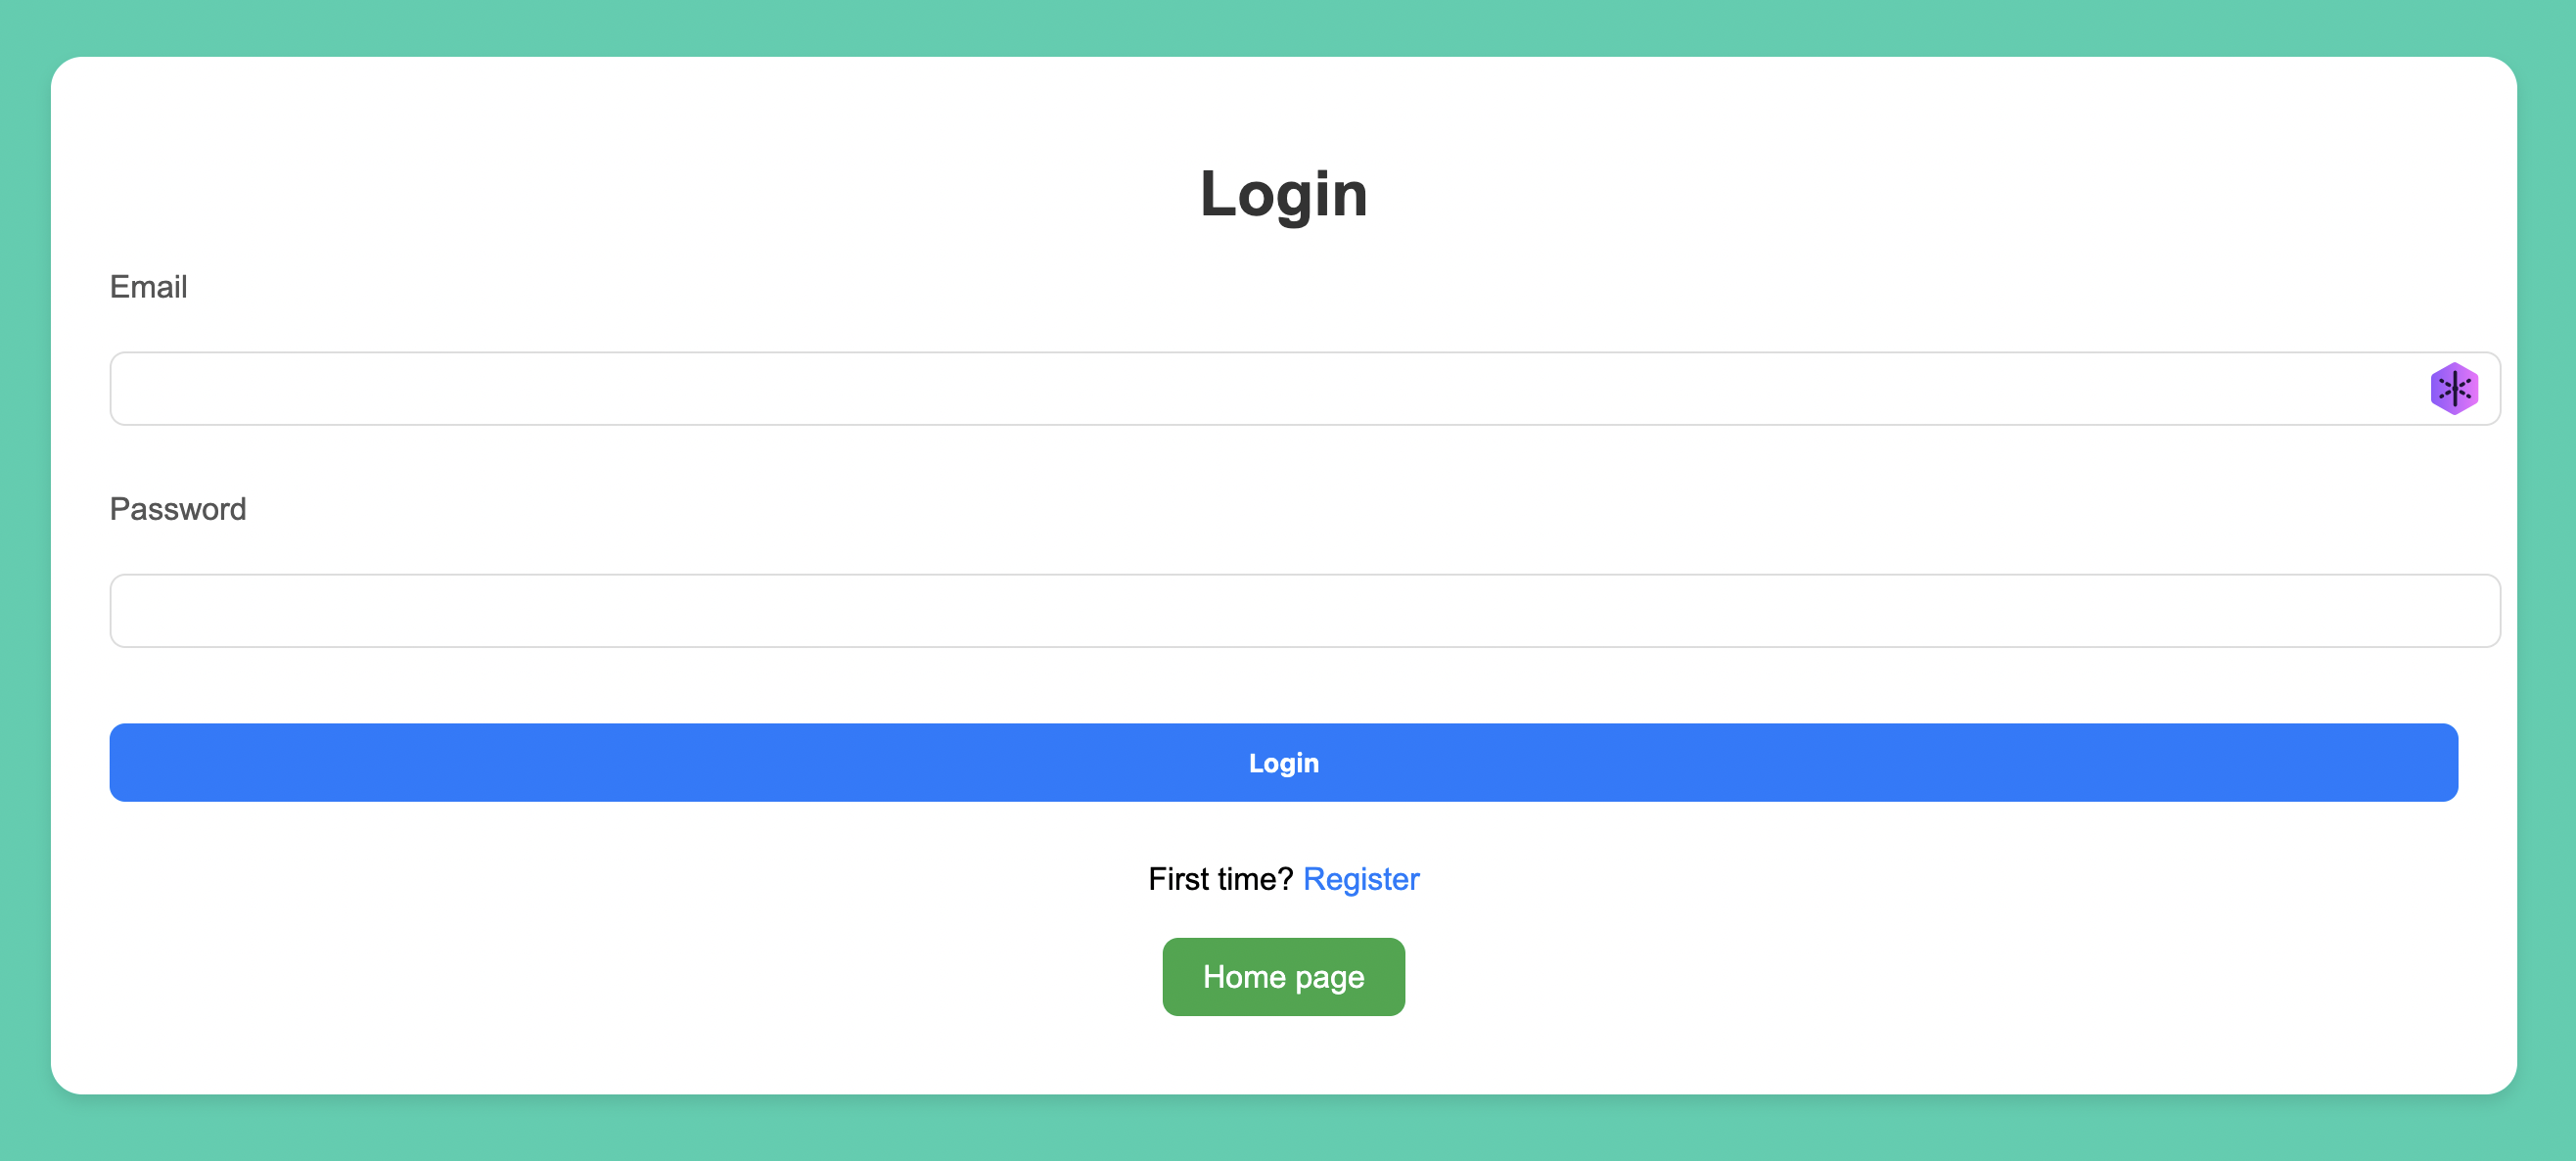 Login
Email
Password
Login
First time? Register
Home page